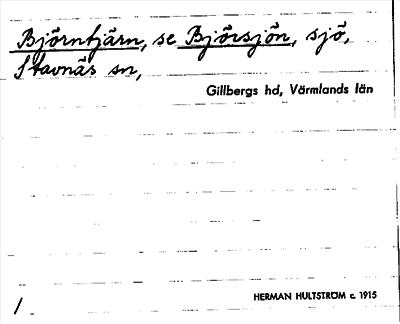 Björntjärn, se Björsjön, sjö,
Stavnäs sn,
Gillbergs hd, Värmlands län
HERMAN HULTSTRÖM c. 1915
1